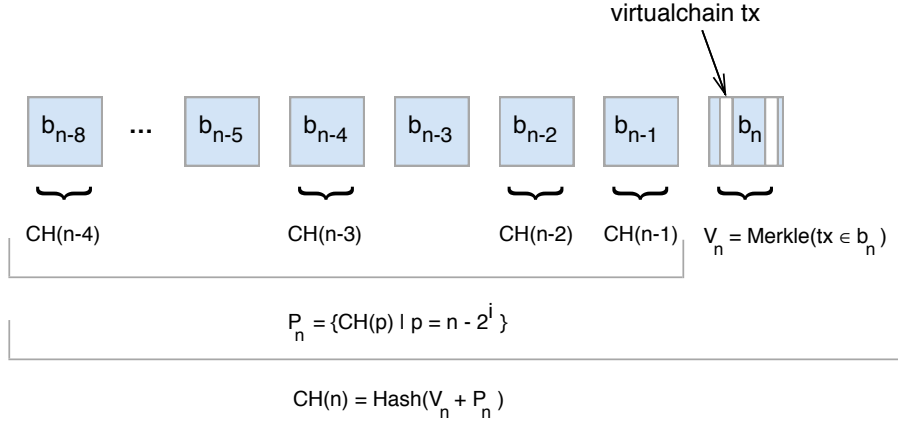 virtualchain tx
b_{n-8} ... b_{n-5} b_{n-4} b_{n-3} b_{n-2} b_{n-1} b_n
CH(n-4) CH(n-3) CH(n-2) CH(n-1) V_n = Merkle(tx ∈ b_n)
P_n = {CH(p) | p = n - 2^i }
CH(n) = Hash(V_n + P_n)